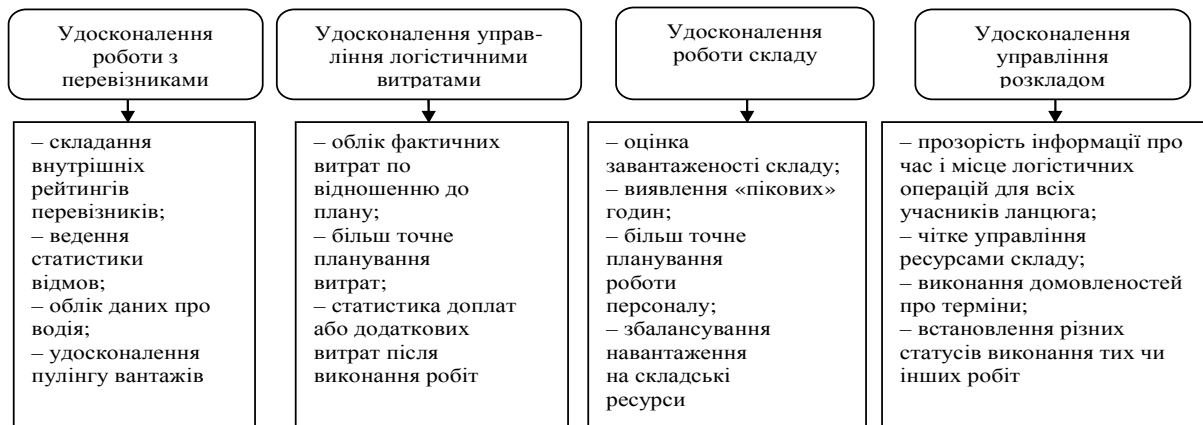 Удосконалення
роботи з
перевізниками
Удосконалення управ-
ління логістичними
витратами
Удосконалення
роботи складу
Удосконалення
управління
розкладом
– складання
внутрішніх
рейтингів
перевізників;
– ведення
статистики
відмов;
– облік даних про
водія;
– удосконалення
пулінгу вантажів
– облік фактичних
витрат по
відношенню до
плану;
– більш точне
планування
витрат;
– статистика доплат
або додаткових
витрат після
виконання робіт
– оцінка
завантаженості складу;
– виявлення «пікових»
годин;
– більш точне
планування
роботи
персоналу;
– збалансування
навантаження
на складські
ресурси
– прозорість інформації про
час і місце логістичних
операцій для всіх
учасників ланцюга;
– чітке управління
ресурсами складу;
– виконання домовленостей
про терміни;
– встановлення різних
статусів виконання тих чи
інших робіт